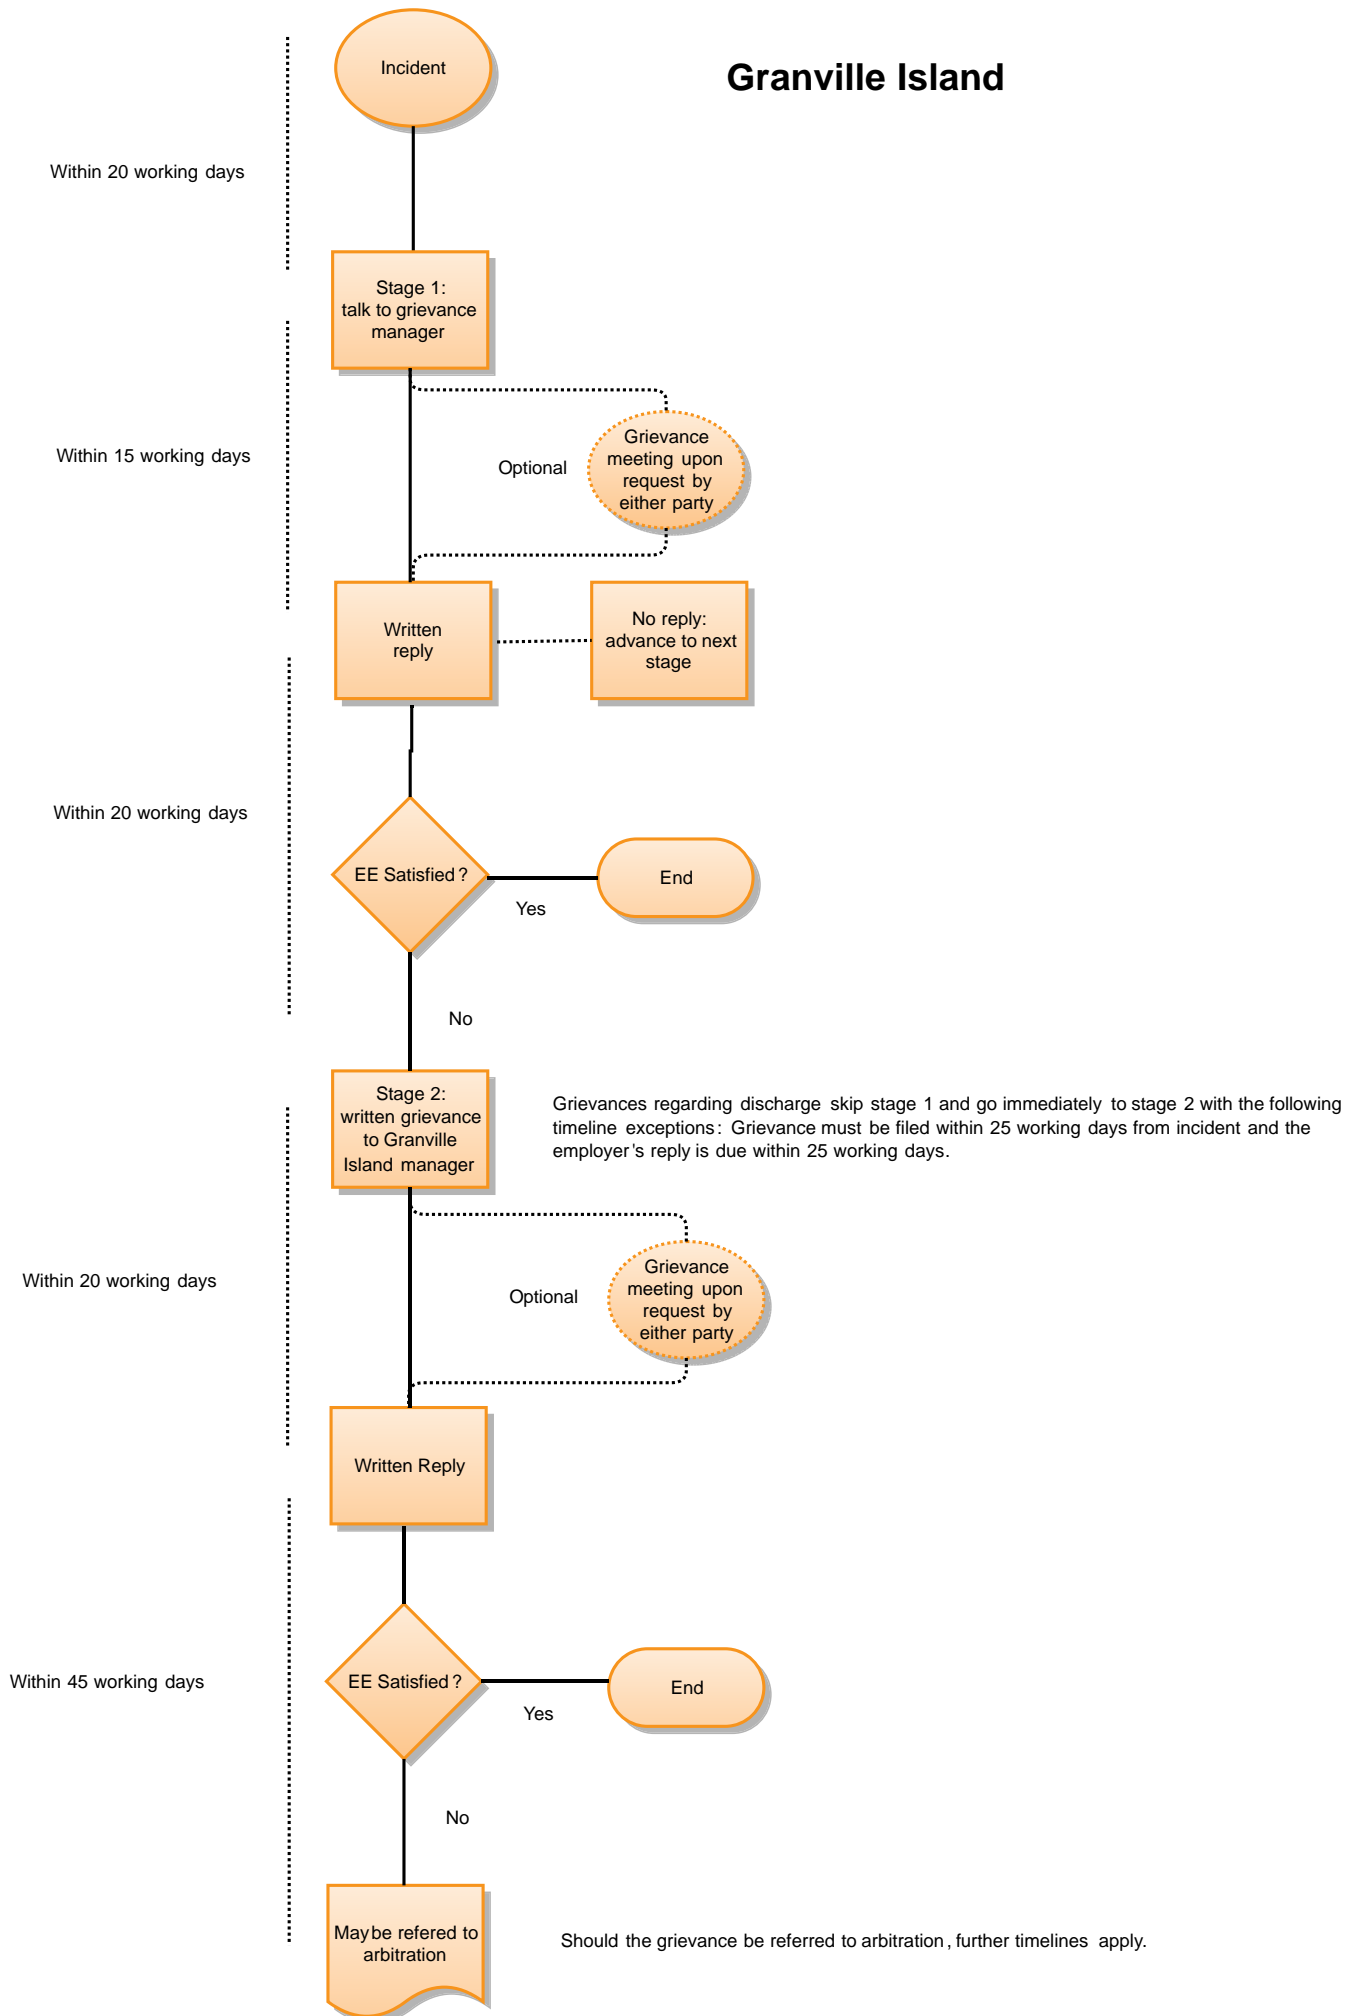 Granville Island
Incident
Within 20 working days
Stage 1:
talk to grievance
manager
Within 15 working days
Optional
Grievance
meeting upon
request by
either party
Written
reply
No reply:
advance to next
stage
Within 20 working days
EE Satisfied?
Yes
End
No
Stage 2:
written grievance
to Granville
Island manager
Grievances regarding discharge skip stage 1 and go immediately to stage 2 with the following
timeline exceptions: Grievance must be filed within 25 working days from incident and the
employer's reply is due within 25 working days.
Within 20 working days
Optional
Grievance
meeting upon
request by
either party
Written Reply
Within 45 working days
EE Satisfied?
Yes
End
No
May be refered to
arbitration
Should the grievance be referred to arbitration, further timelines apply.